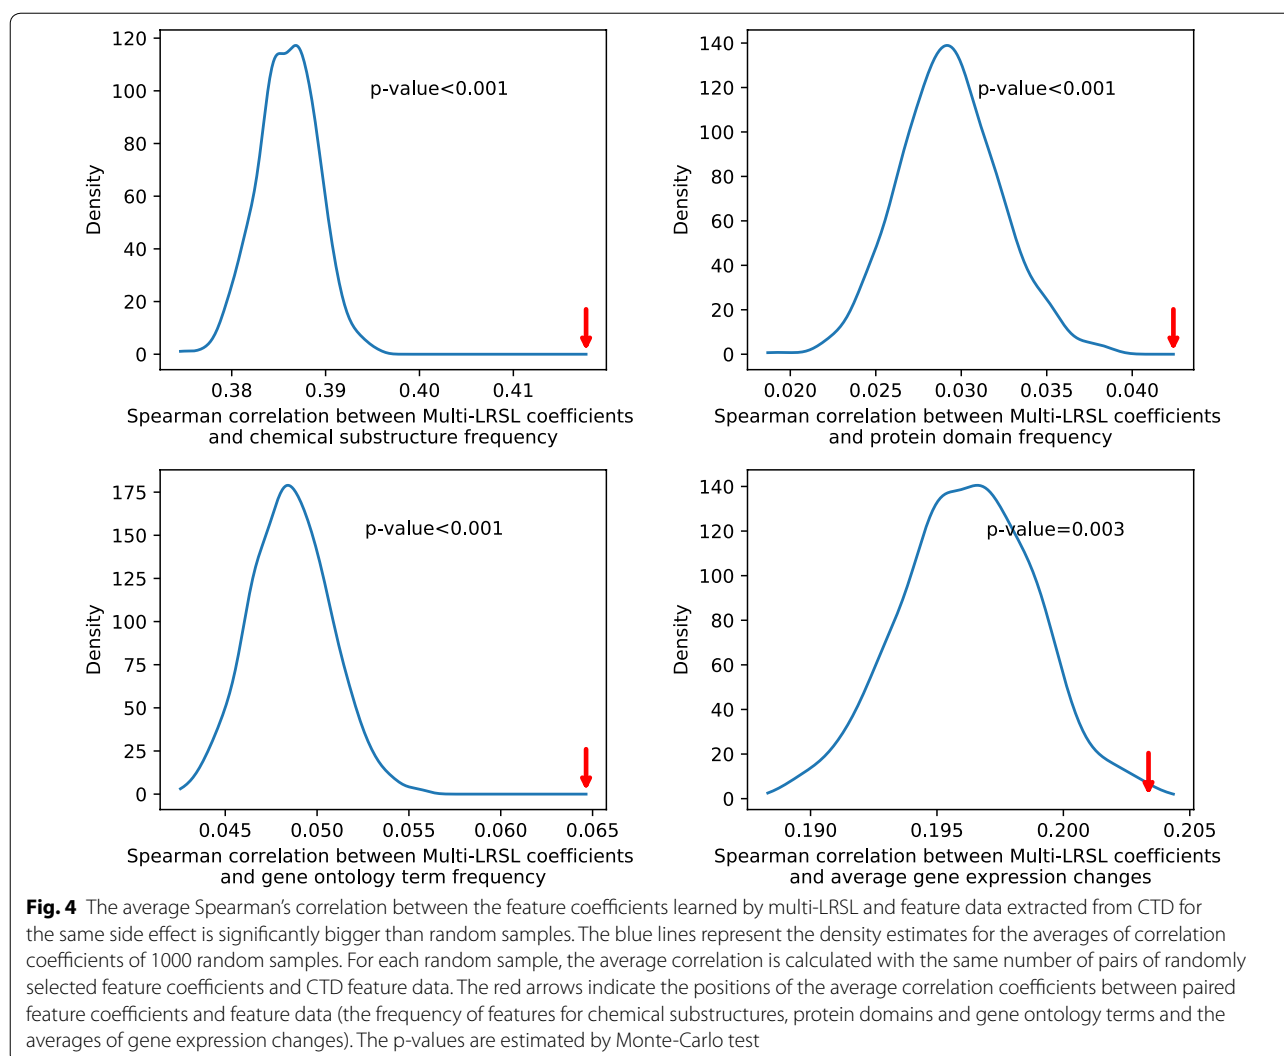 120
100
80
60
40
20
0
Density
p-value<0.001
0.38 0.39 0.40 0.41
Spearman correlation between Multi-LRSL coefficients
and chemical substructure frequency
140
120
100
80
60
40
20
0
Density
p-value<0.001
0.020 0.025 0.030 0.035 0.040
Spearman correlation between Multi-LRSL coefficients
and protein domain frequency
175
150
125
100
75
50
25
0
Density
p-value<0.001
0.045 0.050 0.055 0.060 0.065
Spearman correlation between Multi-LRSL coefficients
and gene ontology term frequency
140
120
100
80
60
40
20
0
Density
p-value=0.003
0.190 0.195 0.200 0.205
Spearman correlation between Multi-LRSL coefficients
and average gene expression changes
Fig. 4 The average Spearman's correlation between the feature coefficients learned by multi-LRSL and feature data extracted from CTD for
the same side effect is significantly bigger than random samples. The blue lines represent the density estimates for the averages of correlation
coefficients of 1000 random samples. For each random sample, the average correlation is calculated with the same number of pairs of randomly
selected feature coefficients and CTD feature data. The red arrows indicate the positions of the average correlation coefficients between paired
feature coefficients and feature data (the frequency of features for chemical substructures, protein domains and gene ontology terms and the
averages of gene expression changes). The p-values are estimated by Monte-Carlo test